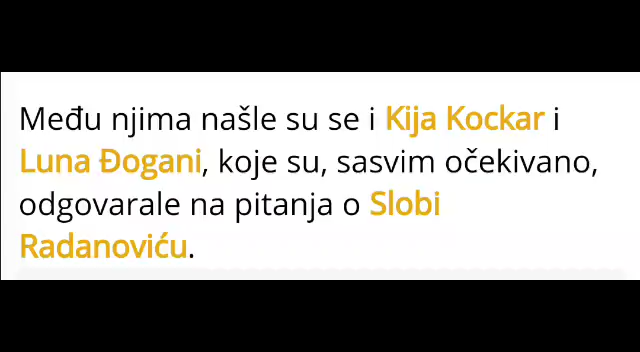 Među njima našle su se i Kija Kockar i
Luna Đogani, koje su, sasvim očekivano,
odgovarale na pitanja o Slobi
Radanoviću.